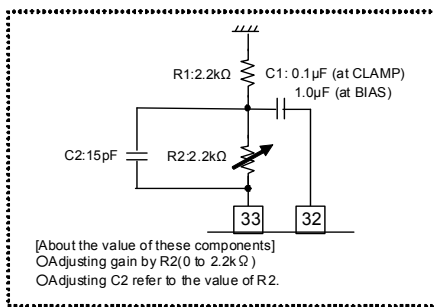 R1:2.2kΩ
C1: 0.1μF (at CLAMP)
1.0μF (at BIAS)
C2:15pF
R2:2.2kΩ
33
32
[About the value of these components]
○Adjusting gain by R2(0 to 2.2kΩ)
○Adjusting C2 refer to the value of R2.